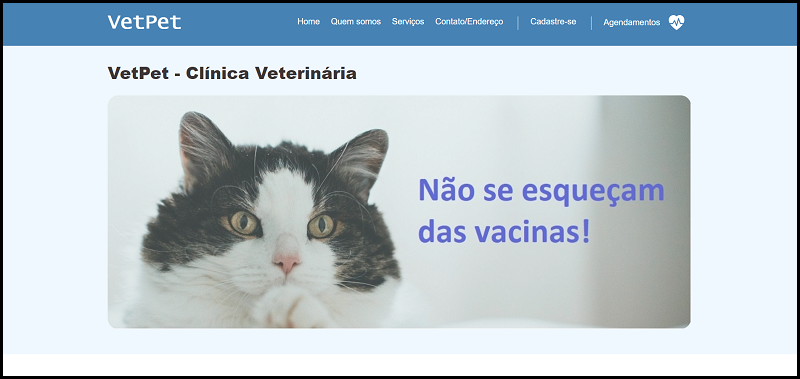 VetPet
Home Quem somos Serviços Contato/Endereço Cadastre-se Agendamentos
VetPet - Clínica Veterinária
Não se esqueçam
das vacinas!